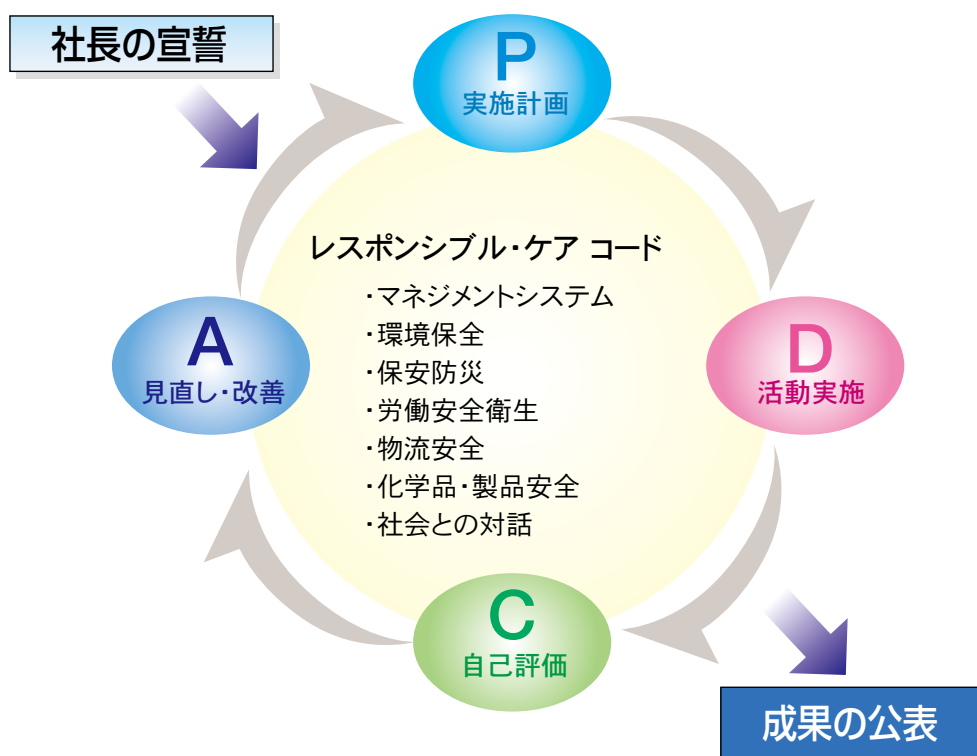 社長の宣誓
P
実施計画
レスポンシブル・ケア コード
・マネジメントシステム
・環境保全
・保安防災
・労働安全衛生
・物流安全
・化学品・製品安全
・社会との対話
A
見直し・改善
D
活動実施
C
自己評価
成果の公表